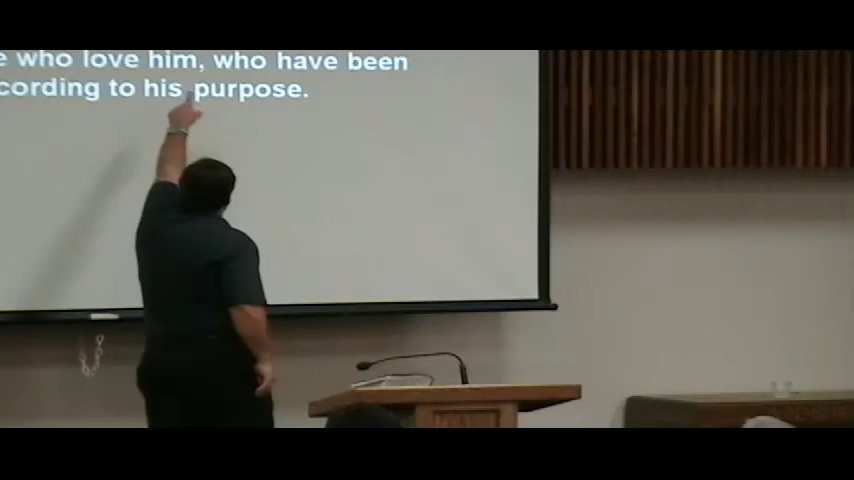 e who love him, who have been
cording to his purpose.